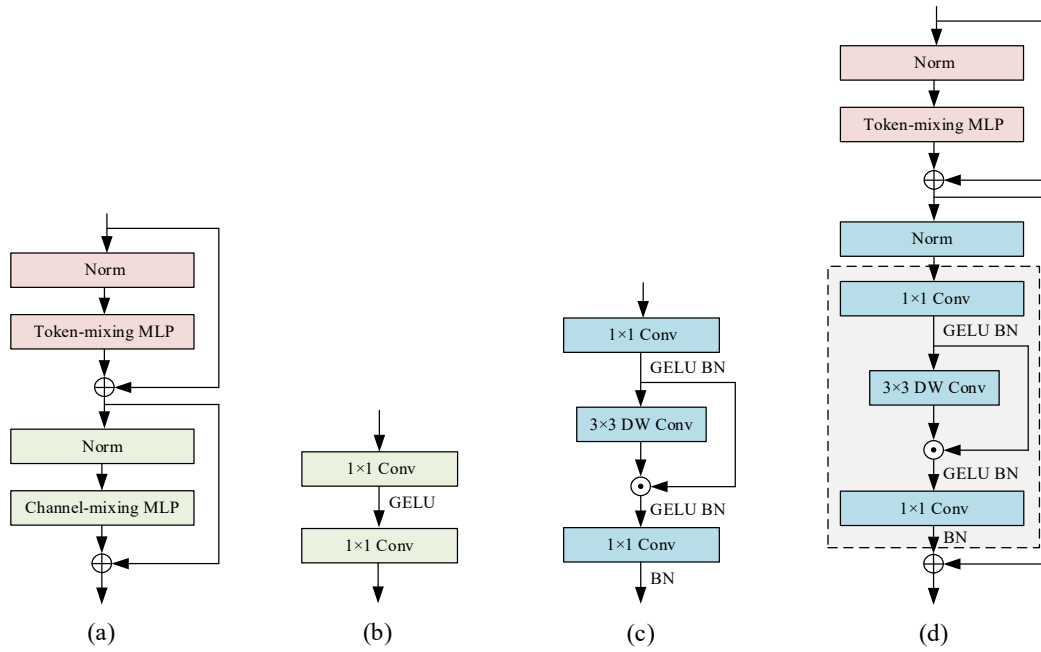 Norm
Token-mixing MLP
Norm
Channel-mixing MLP
(a)
1×1 Conv
GELU
1×1 Conv
(b)
1×1 Conv
GELU BN
3×3 DW Conv
GELU BN
1×1 Conv
BN
(c)
Norm
Token-mixing MLP
Norm
1×1 Conv
GELU BN
3×3 DW Conv
GELU BN
1×1 Conv
BN
(d)